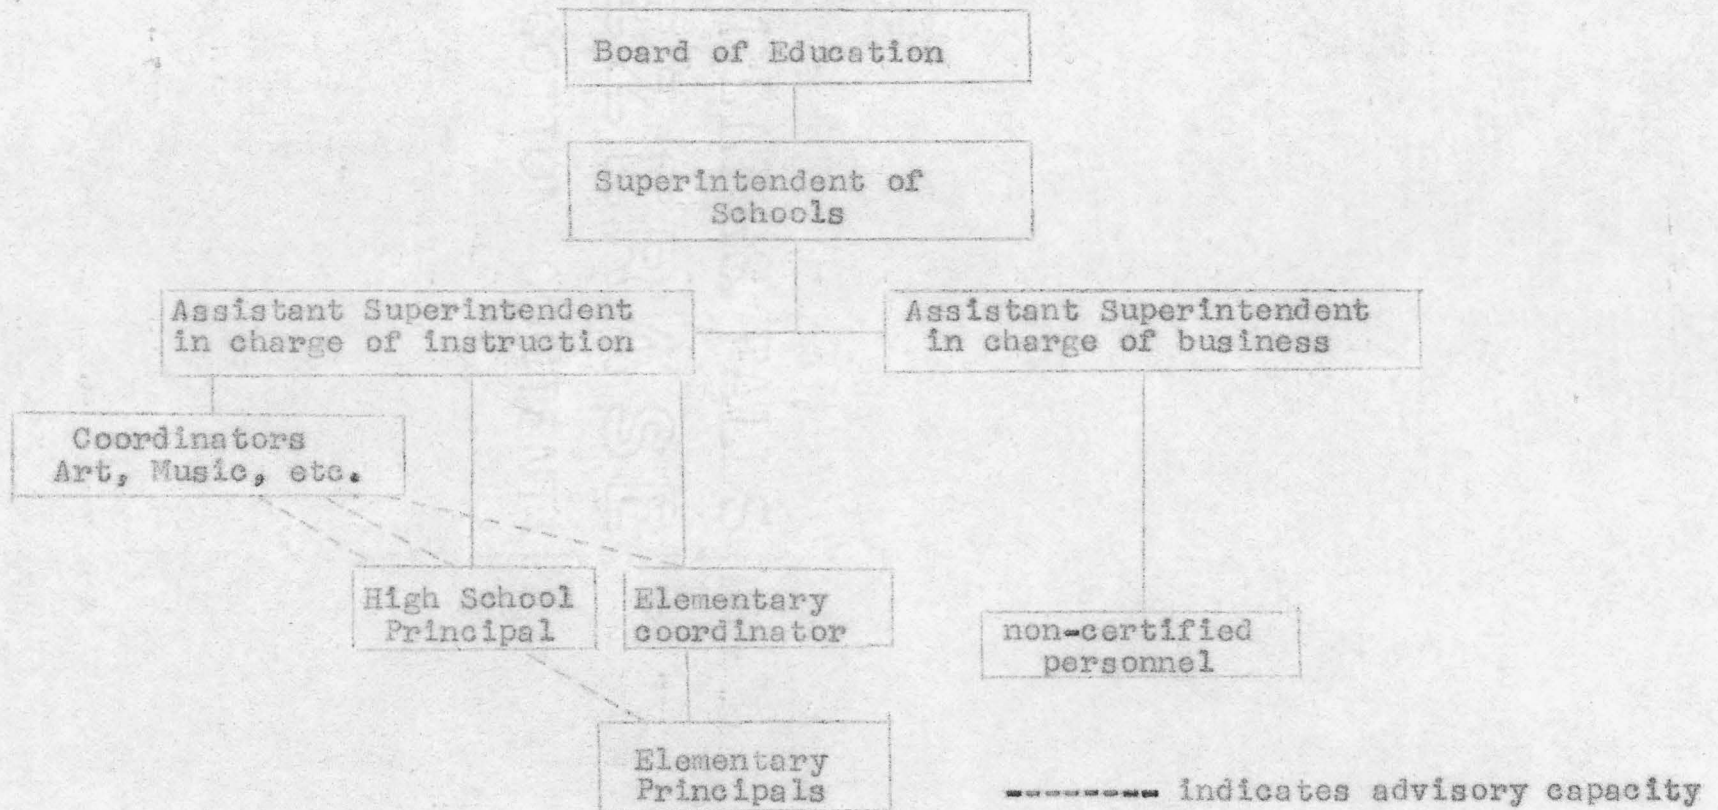 Board of Education
Superintendent of
Schools
Assistant Superintendent
in charge of instruction
Assistant Superintendent
in charge of business
Coordinators
Art, Music, etc.
High School
Principal
Elementary
coordinator
non-certified
personnel
Elementary
Principals
-------- indicates advisory capacity